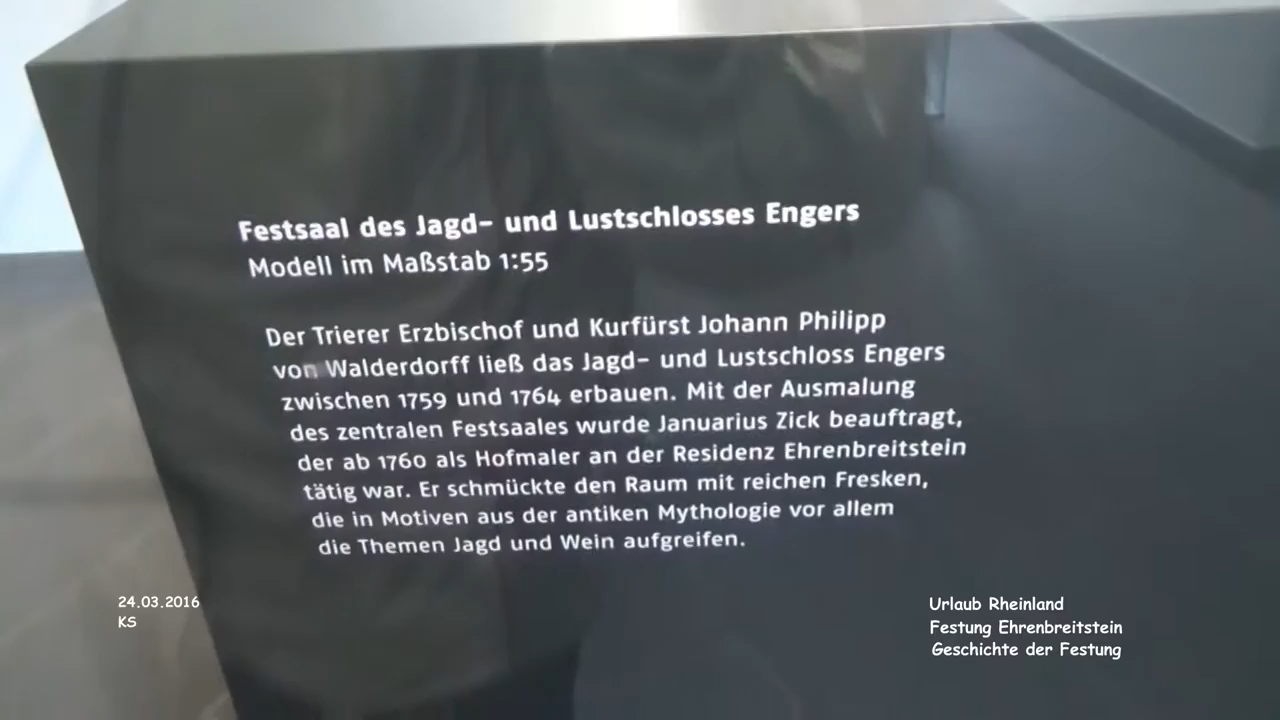 Festsaal des Jagd- und Lustschlosses Engers
Modell im Maßstab 1:55
Der Trierer Erzbischof und Kurfürst Johann Philipp
von Walderdorff ließ das Jagd- und Lustschloss Engers
zwischen 1759 und 1764 erbauen. Mit der Ausmalung
des zentralen Festsaales wurde Januarius Zick beauftragt,
der ab 1760 als Hofmaler an der Residenz Ehrenbreitstein
tätig war. Er schmückte den Raum mit reichen Fresken,
die in Motiven aus der antiken Mythologie vor allem
die Themen Jagd und Wein aufgreifen.
24.03.2016
KS
Urlaub Rheinland
Festung Ehrenbreitstein
Geschichte der Festung